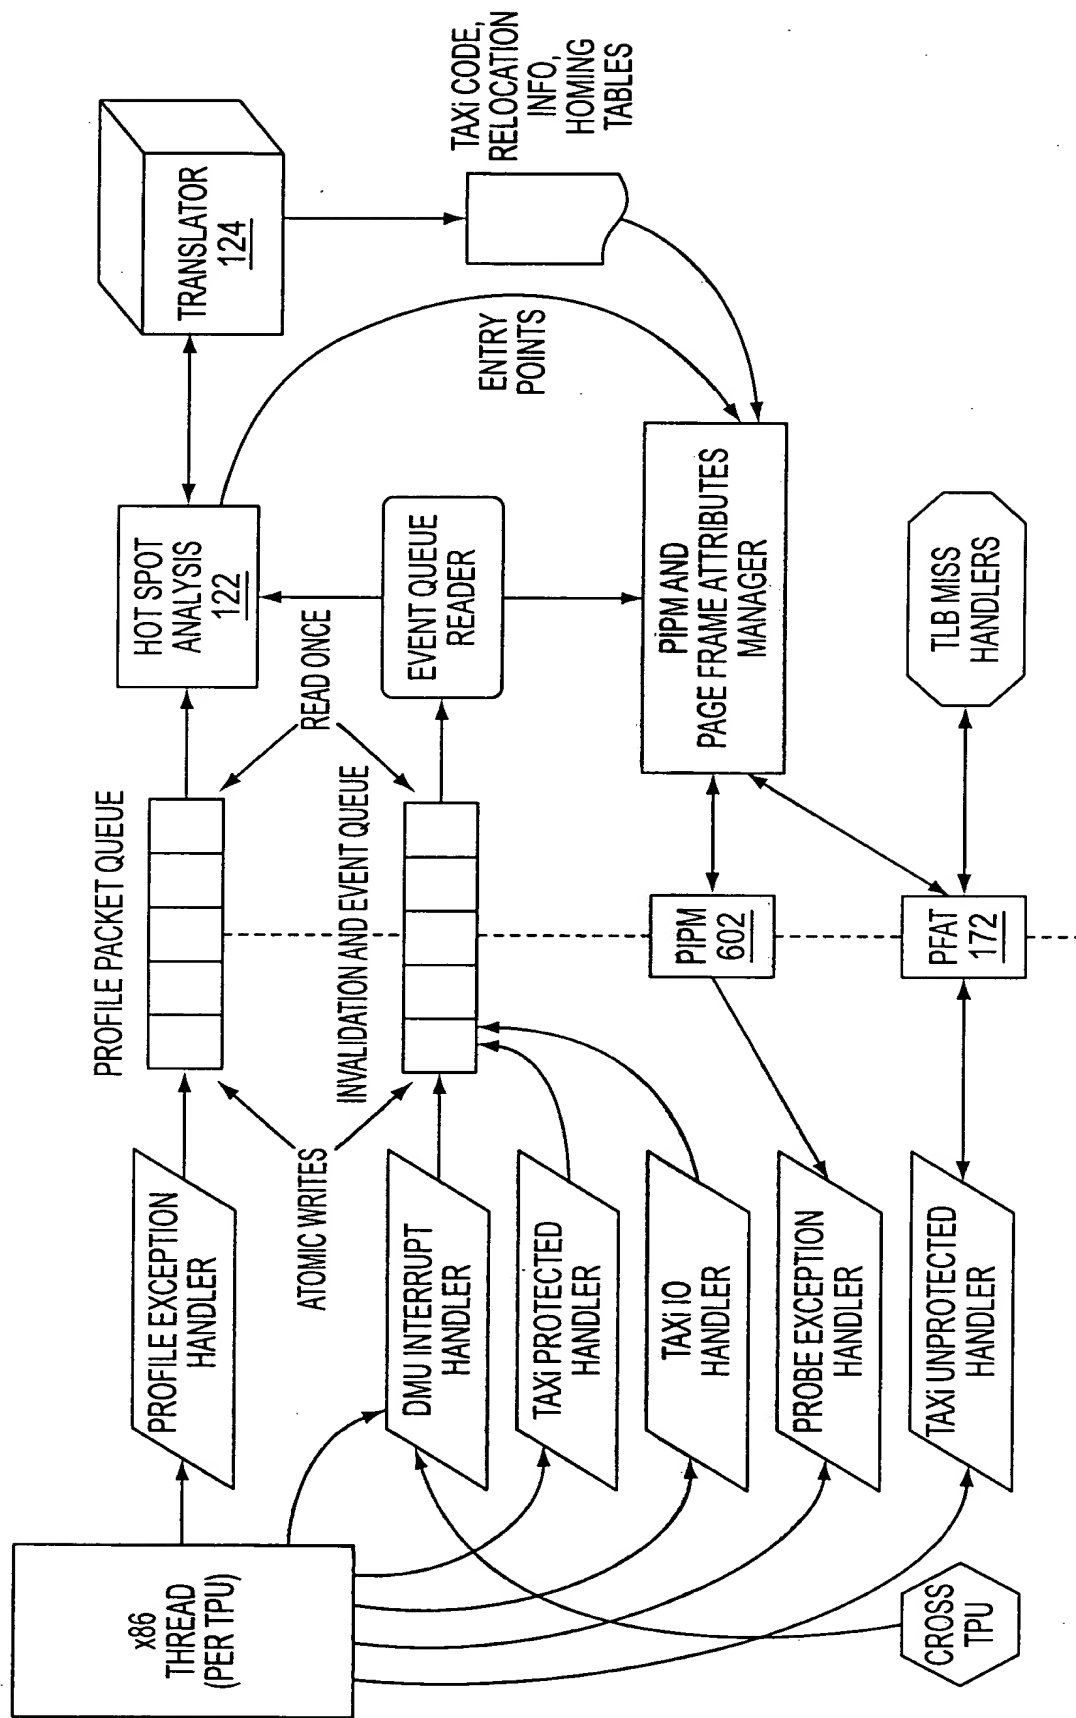 x86
THREAD
(PER TPU)
CROSS
TPU
PROFILE EXCEPTION
HANDLER
ATOMIC WRITES
DMU INTERRUPT
HANDLER
TAXi PROTECTED
HANDLER
TAXi IO
HANDLER
PROBE EXCEPTION
HANDLER
TAXi UNPROTECTED
HANDLER
PROFILE PACKET QUEUE
INVALIDATION AND EVENT QUEUE
PIPM
602
PFAT
172
READ ONCE
HOT SPOT
ANALYSIS
122
EVENT QUEUE
READER
PIPM AND
PAGE FRAME ATTRIBUTES
MANAGER
TLB MISS
HANDLERS
TRANSLATOR
124
ENTRY
POINTS
TAXi CODE,
RELOCATION
INFO,
HOMING
TABLES